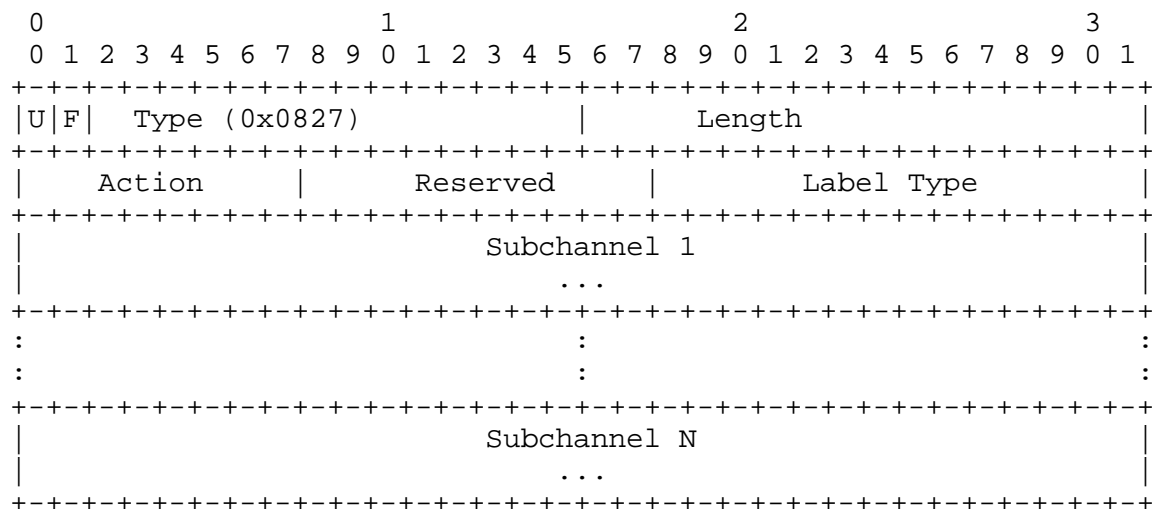 0                   1                   2                   3
 0 1 2 3 4 5 6 7 8 9 0 1 2 3 4 5 6 7 8 9 0 1 2 3 4 5 6 7 8 9 0 1
+-+-+-+-+-+-+-+-+-+-+-+-+-+-+-+-+-+-+-+-+-+-+-+-+-+-+-+-+-+-+-+-+
|U|F|  Type (0x0827)            |      Length                   |
+-+-+-+-+-+-+-+-+-+-+-+-+-+-+-+-+-+-+-+-+-+-+-+-+-+-+-+-+-+-+-+-+
|    Action     |      Reserved     |        Label Type         |
+-+-+-+-+-+-+-+-+-+-+-+-+-+-+-+-+-+-+-+-+-+-+-+-+-+-+-+-+-+-+-+-+
|                          Subchannel 1                         |
|                              ...                              |
+-+-+-+-+-+-+-+-+-+-+-+-+-+-+-+-+-+-+-+-+-+-+-+-+-+-+-+-+-+-+-+-+
:                               :                               :
:                               :                               :
+-+-+-+-+-+-+-+-+-+-+-+-+-+-+-+-+-+-+-+-+-+-+-+-+-+-+-+-+-+-+-+-+
|                          Subchannel N                         |
|                              ...                              |
+-+-+-+-+-+-+-+-+-+-+-+-+-+-+-+-+-+-+-+-+-+-+-+-+-+-+-+-+-+-+-+-+